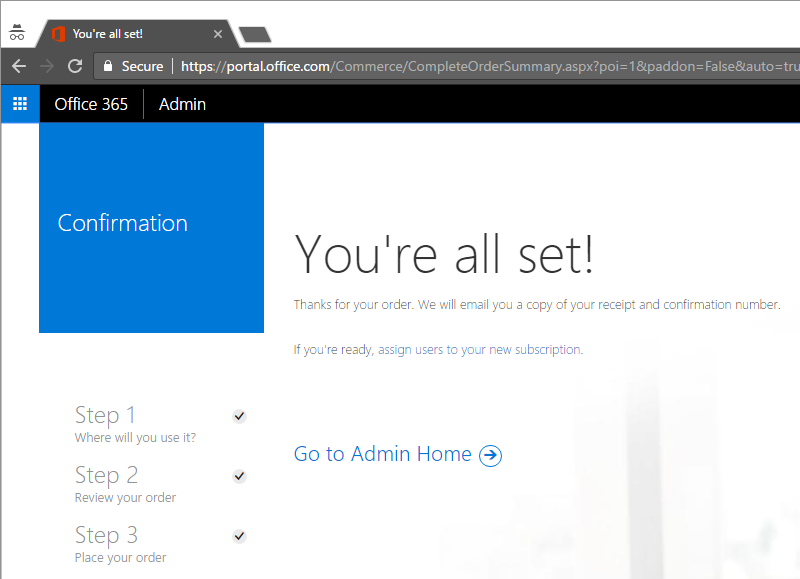 You're all set!
Secure https://portal.office.com/Commerce/CompleteOrderSummary.aspx?poi=1&paddon=False&auto=tru
Office 365 Admin
Confirmation
You're all set!
Thanks for your order. We will email you a copy of your receipt and confirmation number.
If you're ready, assign users to your new subscription.
Go to Admin Home
Step 1
Where will you use it?
Step 2
Review your order
Step 3
Place your order